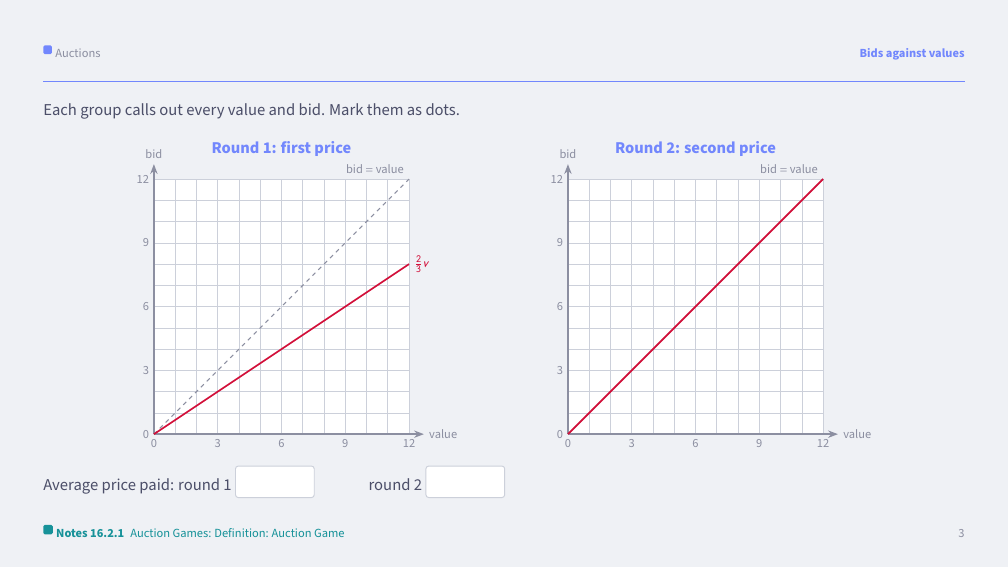 Auctions
Bids against values
Each group calls out every value and bid. Mark them as dots.
Round 1: first price
bid
bid = value
12
9
6
3
0
2/3 v
0 3 6 9 12
value
Round 2: second price
bid
bid = value
12
9
6
3
0
0 3 6 9 12
value
Average price paid: round 1
round 2
Notes 16.2.1 Auction Games: Definition: Auction Game
3